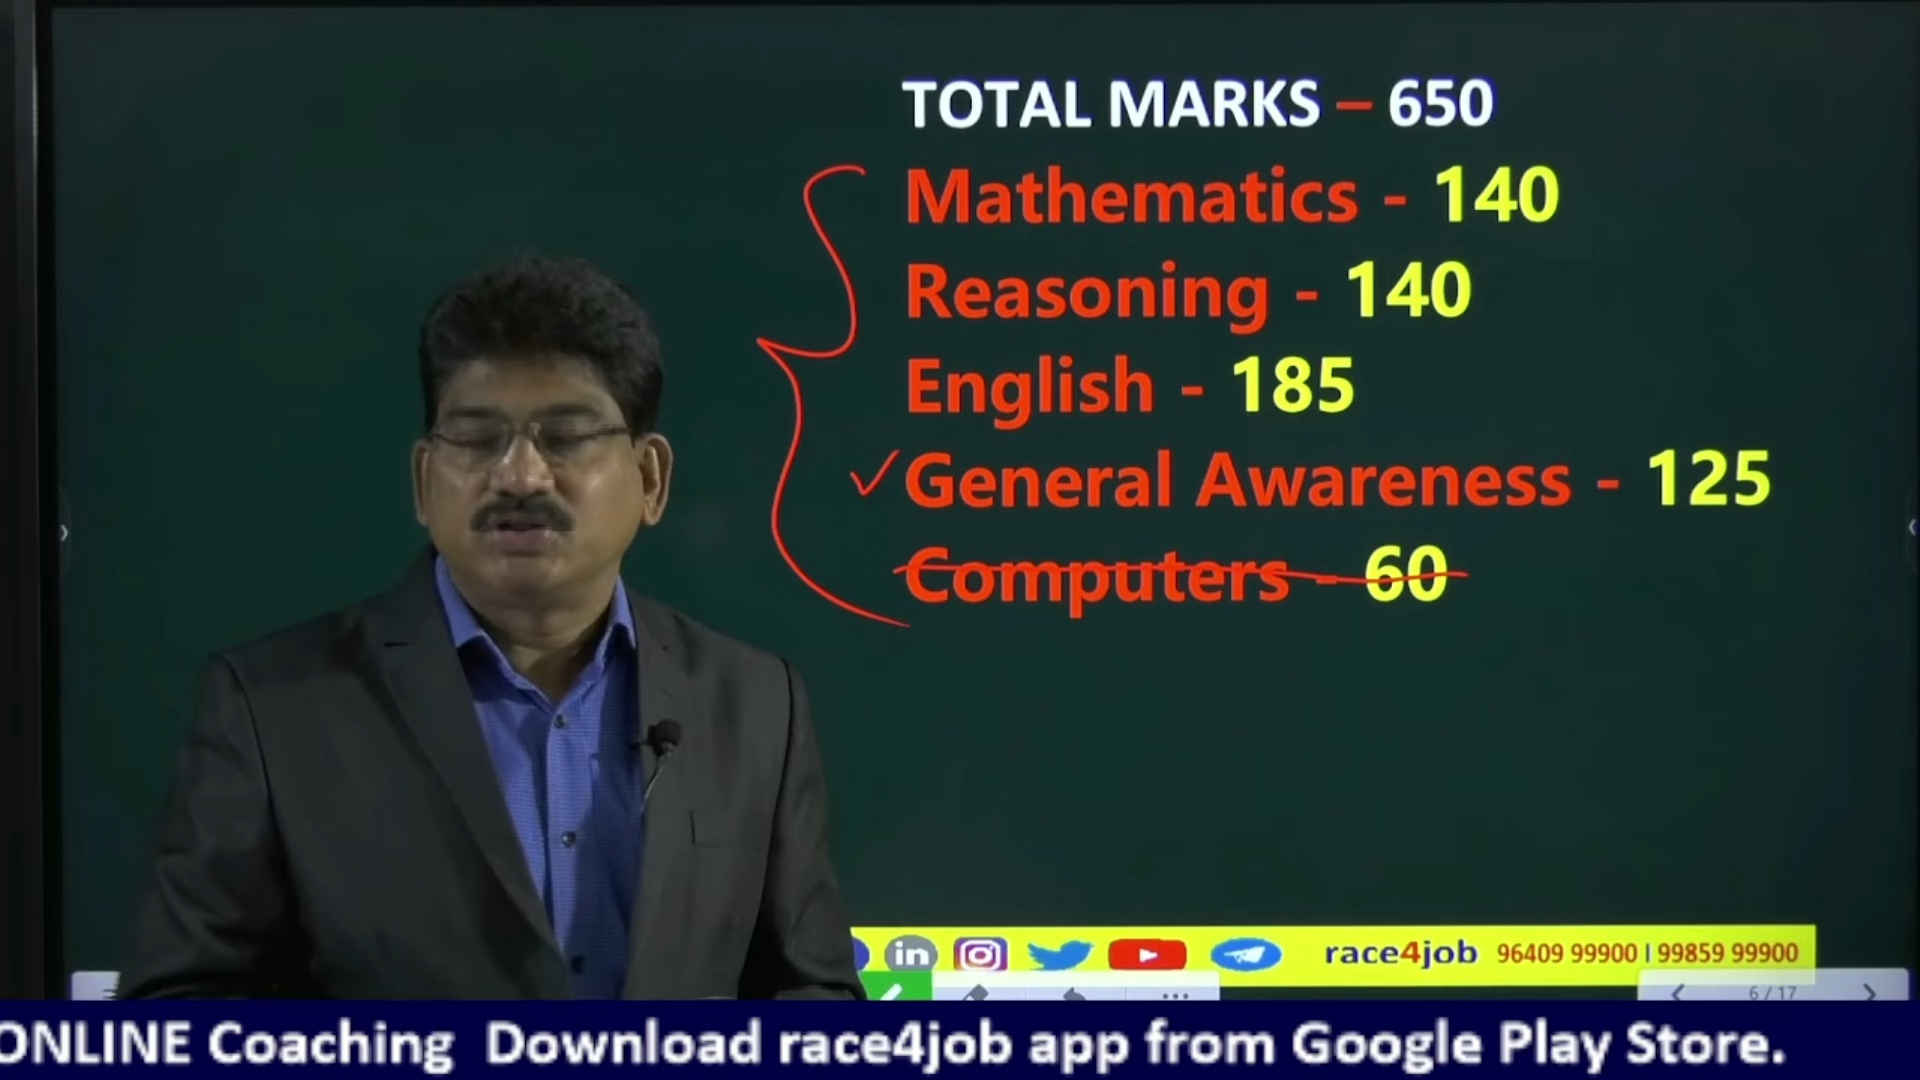 TOTAL MARKS – 650
Mathematics - 140
Reasoning - 140
English - 185
General Awareness - 125
Computers - 60
in
race4job 96409 99900 I 99859 99900
6 / 17
ONLINE Coaching Download race4job app from Google Play Store.